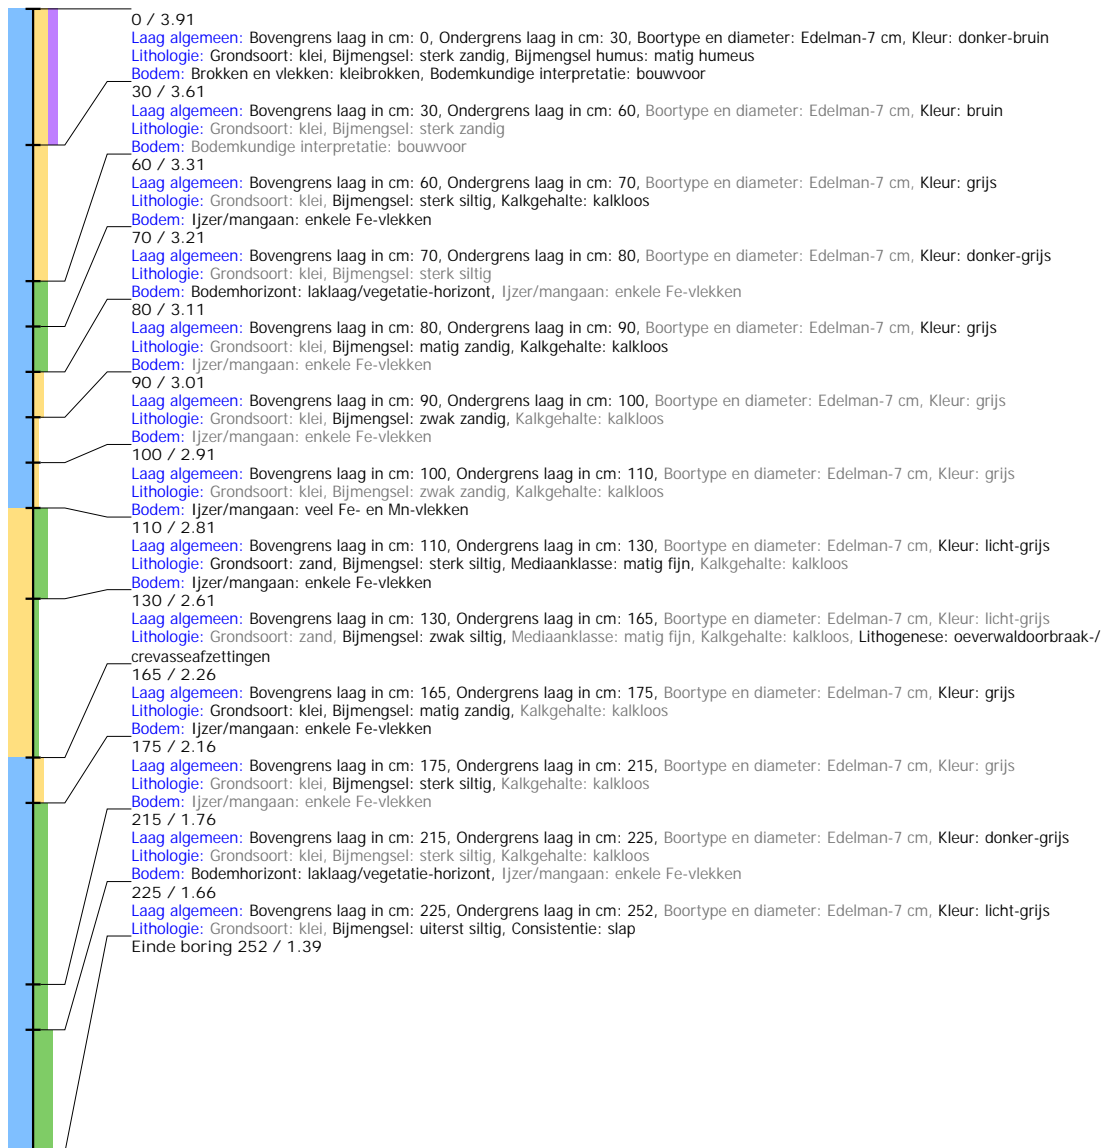 0 / 3.91
Laag algemeen: Bovengrens laag in cm: 0, Ondergrens laag in cm: 30, Boortype en diameter: Edelman-7 cm, Kleur: donker-bruin
Lithologie: Grondsoort: klei, Bijmengsel: sterk zandig, Bijmengsel humus: matig humeus
Bodem: Brokken en vlekken: kleibrokken, Bodemkundige interpretatie: bouwvoor
30 / 3.61
Laag algemeen: Bovengrens laag in cm: 30, Ondergrens laag in cm: 60, Boortype en diameter: Edelman-7 cm, Kleur: bruin
Lithologie: Grondsoort: klei, Bijmengsel: sterk zandig
Bodem: Bodemkundige interpretatie: bouwvoor
60 / 3.31
Laag algemeen: Bovengrens laag in cm: 60, Ondergrens laag in cm: 70, Boortype en diameter: Edelman-7 cm, Kleur: grijs
Lithologie: Grondsoort: klei, Bijmengsel: sterk siltig, Kalkgehalte: kalkloos
Bodem: Ijzer/mangaan: enkele Fe-vlekken
70 / 3.21
Laag algemeen: Bovengrens laag in cm: 70, Ondergrens laag in cm: 80, Boortype en diameter: Edelman-7 cm, Kleur: donker-grijs
Lithologie: Grondsoort: klei, Bijmengsel: sterk siltig
Bodem: Bodemhorizont: laklaag/vegetatie-horizont, Ijzer/mangaan: enkele Fe-vlekken
80 / 3.11
Laag algemeen: Bovengrens laag in cm: 80, Ondergrens laag in cm: 90, Boortype en diameter: Edelman-7 cm, Kleur: grijs
Lithologie: Grondsoort: klei, Bijmengsel: matig zandig, Kalkgehalte: kalkloos
Bodem: Ijzer/mangaan: enkele Fe-vlekken
90 / 3.01
Laag algemeen: Bovengrens laag in cm: 90, Ondergrens laag in cm: 100, Boortype en diameter: Edelman-7 cm, Kleur: grijs
Lithologie: Grondsoort: klei, Bijmengsel: zwak zandig, Kalkgehalte: kalkloos
Bodem: Ijzer/mangaan: enkele Fe-vlekken
100 / 2.91
Laag algemeen: Bovengrens laag in cm: 100, Ondergrens laag in cm: 110, Boortype en diameter: Edelman-7 cm, Kleur: grijs
Lithologie: Grondsoort: klei, Bijmengsel: zwak zandig, Kalkgehalte: kalkloos
Bodem: Ijzer/mangaan: veel Fe- en Mn-vlekken
110 / 2.81
Laag algemeen: Bovengrens laag in cm: 110, Ondergrens laag in cm: 130, Boortype en diameter: Edelman-7 cm, Kleur: licht-grijs
Lithologie: Grondsoort: zand, Bijmengsel: sterk siltig, Mediaanklasse: matig fijn, Kalkgehalte: kalkloos
Bodem: Ijzer/mangaan: enkele Fe-vlekken
130 / 2.61
Laag algemeen: Bovengrens laag in cm: 130, Ondergrens laag in cm: 165, Boortype en diameter: Edelman-7 cm, Kleur: licht-grijs
Lithologie: Grondsoort: zand, Bijmengsel: zwak siltig, Mediaanklasse: matig fijn, Kalkgehalte: kalkloos, Lithogenese: oeverwaldoorbraak-/
crevasseafzettingen
165 / 2.26
Laag algemeen: Bovengrens laag in cm: 165, Ondergrens laag in cm: 175, Boortype en diameter: Edelman-7 cm, Kleur: grijs
Lithologie: Grondsoort: klei, Bijmengsel: matig zandig, Kalkgehalte: kalkloos
Bodem: Ijzer/mangaan: enkele Fe-vlekken
175 / 2.16
Laag algemeen: Bovengrens laag in cm: 175, Ondergrens laag in cm: 215, Boortype en diameter: Edelman-7 cm, Kleur: grijs
Lithologie: Grondsoort: klei, Bijmengsel: sterk siltig, Kalkgehalte: kalkloos
Bodem: Ijzer/mangaan: enkele Fe-vlekken
215 / 1.76
Laag algemeen: Bovengrens laag in cm: 215, Ondergrens laag in cm: 225, Boortype en diameter: Edelman-7 cm, Kleur: donker-grijs
Lithologie: Grondsoort: klei, Bijmengsel: sterk siltig, Kalkgehalte: kalkloos
Bodem: Bodemhorizont: laklaag/vegetatie-horizont, Ijzer/mangaan: enkele Fe-vlekken
225 / 1.66
Laag algemeen: Bovengrens laag in cm: 225, Ondergrens laag in cm: 252, Boortype en diameter: Edelman-7 cm, Kleur: licht-grijs
Lithologie: Grondsoort: klei, Bijmengsel: uiterst siltig, Consistentie: slap
Einde boring 252 / 1.39